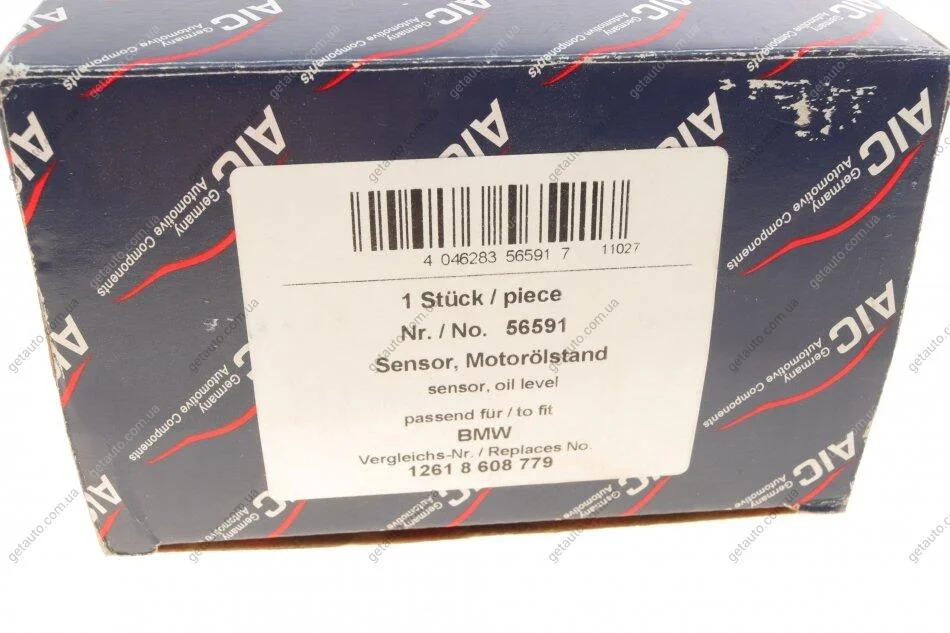 AIC
Germany
Automotive Components
4 046283 56591 7 11027
1 Stück / piece
Nr. / No. 56591
Sensor, Motorölstand
sensor, oil level
passend für / to fit
BMW
Vergleichs-Nr. / Replaces No.
1261 8 608 779
getauto.com.ua